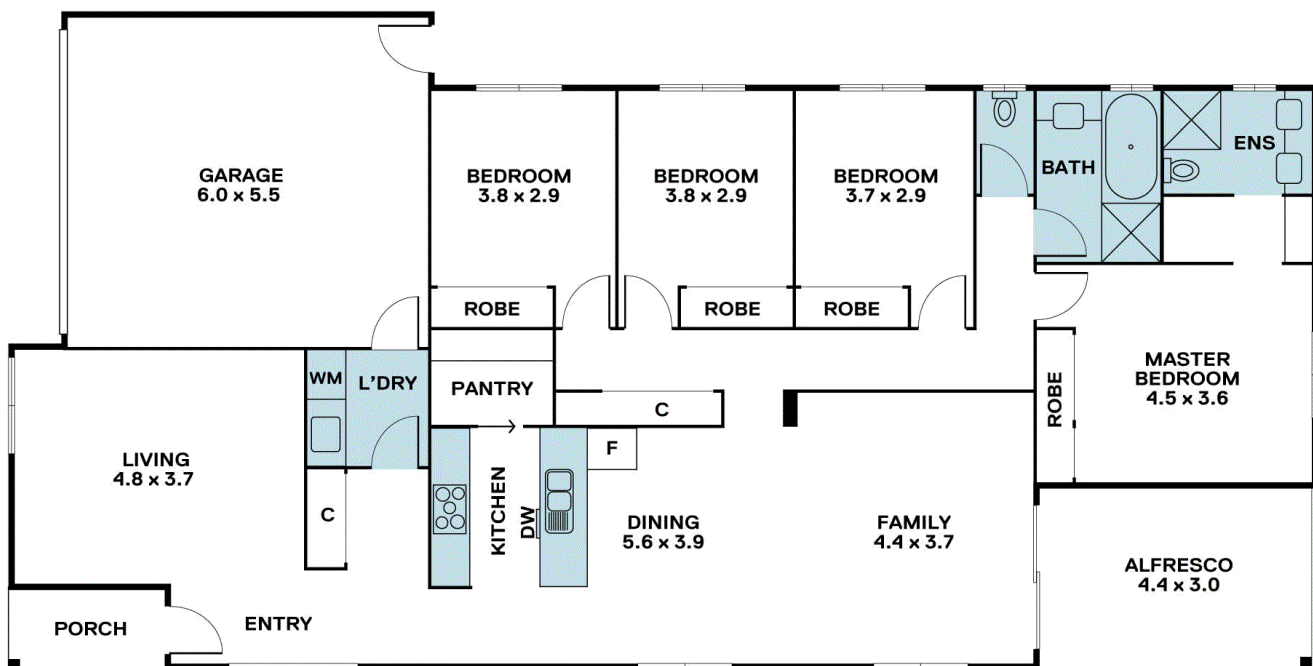 GARAGE
6.0 x 5.5
BEDROOM
3.8 x 2.9
BEDROOM
3.8 x 2.9
BEDROOM
3.7 x 2.9
BATH
ENS
ROBE
ROBE
ROBE
WM
L'DRY
PANTRY
C
ROBE
MASTER
BEDROOM
4.5 x 3.6
LIVING
4.8 x 3.7
C
KITCHEN
DW
F
DINING
5.6 x 3.9
FAMILY
4.4 x 3.7
ALFRESCO
4.4 x 3.0
PORCH
ENTRY